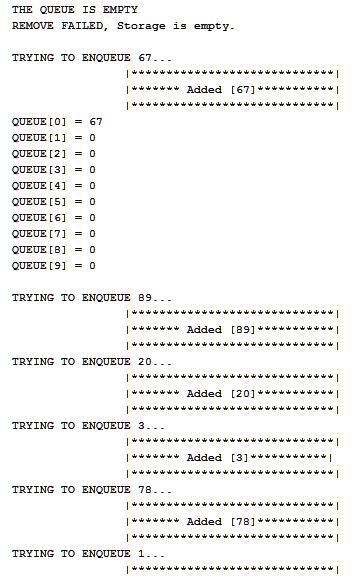 THE QUEUE IS EMPTY
REMOVE FAILED, Storage is empty.
TRYING TO ENQUEUE 67...
|*****************************|
|******* Added [67]***********|
|*****************************|
QUEUE[0] = 67
QUEUE[1] = 0
QUEUE[2] = 0
QUEUE[3] = 0
QUEUE[4] = 0
QUEUE[5] = 0
QUEUE[6] = 0
QUEUE[7] = 0
QUEUE[8] = 0
QUEUE[9] = 0
TRYING TO ENQUEUE 89...
|*****************************|
|******* Added [89]***********|
|*****************************|
TRYING TO ENQUEUE 20...
|*****************************|
|******* Added [20]***********|
|*****************************|
TRYING TO ENQUEUE 3...
|*****************************|
|******* Added [3]***********|
|*****************************|
TRYING TO ENQUEUE 78...
|*****************************|
|******* Added [78]***********|
|*****************************|
TRYING TO ENQUEUE 1...
|*****************************|